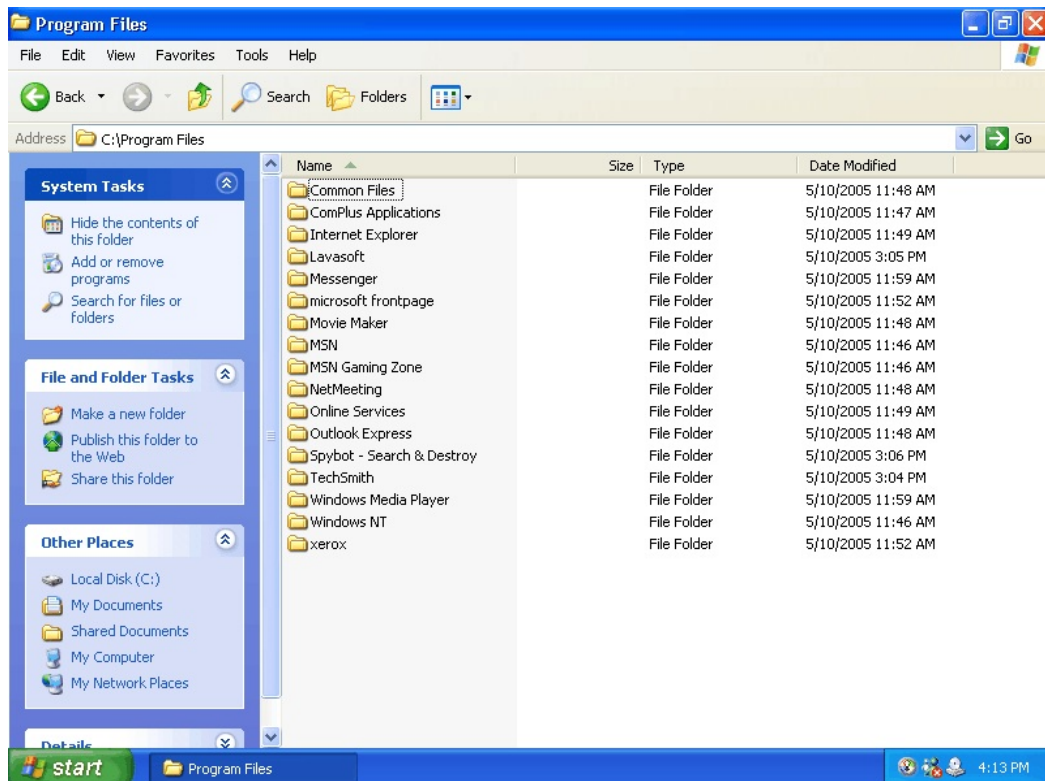 Program Files
File Edit View Favorites Tools Help
Back Search Folders
Address C:\Program Files Go
System Tasks
Hide the contents of
this folder
Add or remove
programs
Search for files or
folders
File and Folder Tasks
Make a new folder
Publish this folder to
the Web
Share this folder
Other Places
Local Disk (C:)
My Documents
Shared Documents
My Computer
My Network Places
Details
Name Size Type Date Modified
Common Files File Folder 5/10/2005 11:48 AM
ComPlus Applications File Folder 5/10/2005 11:47 AM
Internet Explorer File Folder 5/10/2005 11:49 AM
Lavasoft File Folder 5/10/2005 3:05 PM
Messenger File Folder 5/10/2005 11:59 AM
microsoft frontpage File Folder 5/10/2005 11:52 AM
Movie Maker File Folder 5/10/2005 11:48 AM
MSN File Folder 5/10/2005 11:46 AM
MSN Gaming Zone File Folder 5/10/2005 11:46 AM
NetMeeting File Folder 5/10/2005 11:48 AM
Online Services File Folder 5/10/2005 11:49 AM
Outlook Express File Folder 5/10/2005 11:48 AM
Spybot - Search & Destroy File Folder 5/10/2005 3:06 PM
TechSmith File Folder 5/10/2005 3:04 PM
Windows Media Player File Folder 5/10/2005 11:59 AM
Windows NT File Folder 5/10/2005 11:46 AM
xerox File Folder 5/10/2005 11:52 AM
start Program Files 4:13 PM